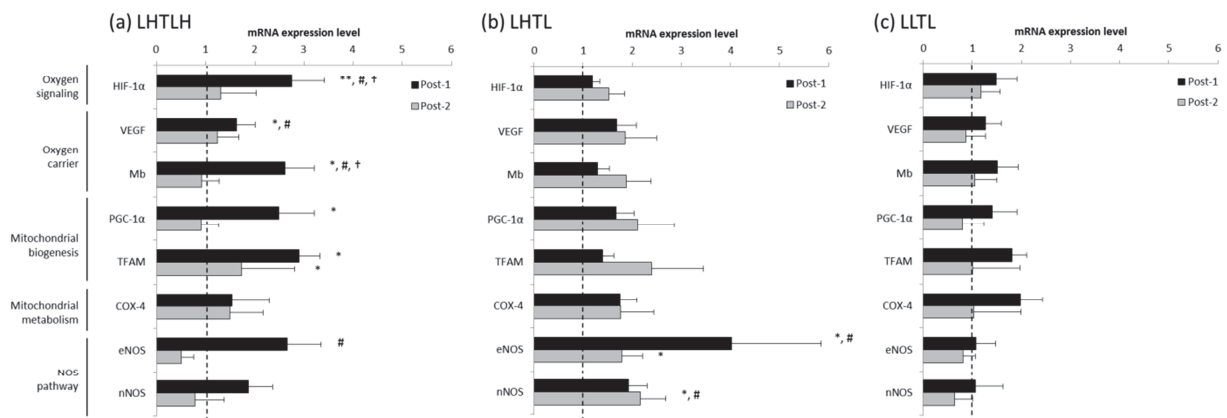 (a) LHTLH
mRNA expression level
0 1 2 3 4 5 6
Oxygen
signaling
HIF-1α
**, #, †
Post-1
Post-2
Oxygen
carrier
VEGF
*, #
Mb
*, #, †
Mitochondrial
biogenesis
PGC-1α
*
TFAM
*
*
Mitochondrial
metabolism
COX-4
NOS
pathway
eNOS
#
nNOS
(b) LHTL
mRNA expression level
0 1 2 3 4 5 6
HIF-1α
Post-1
Post-2
VEGF
Mb
PGC-1α
TFAM
COX-4
eNOS
*, #
*
nNOS
*, #
(c) LLTL
mRNA expression level
0 1 2 3 4 5 6
HIF-1α
Post-1
Post-2
VEGF
Mb
PGC-1α
TFAM
COX-4
eNOS
nNOS